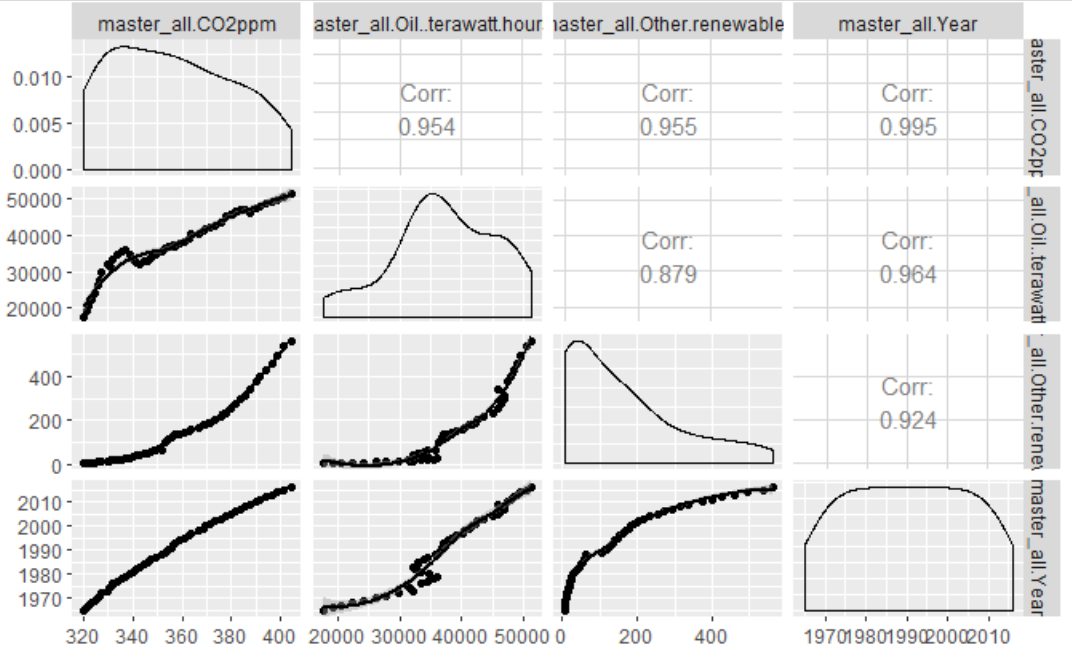 master_all.CO2ppm
aster_all.Oil..terawatt.hour
aster_all.Other.renewable
master_all.Year
0.010
0.005
0.000
Corr:
0.954
Corr:
0.955
Corr:
0.995
aster_all.CO2pp
50000
40000
30000
20000
Corr:
0.879
Corr:
0.964
_all.Oil..terawatt
400
200
0
Corr:
0.924
_all.Other.renev
2010
2000
1990
1980
1970
master_all.Year
320 340 360 380 400
20000 30000 40000 50000
0 200 400
1970 1980 1990 2000 2010